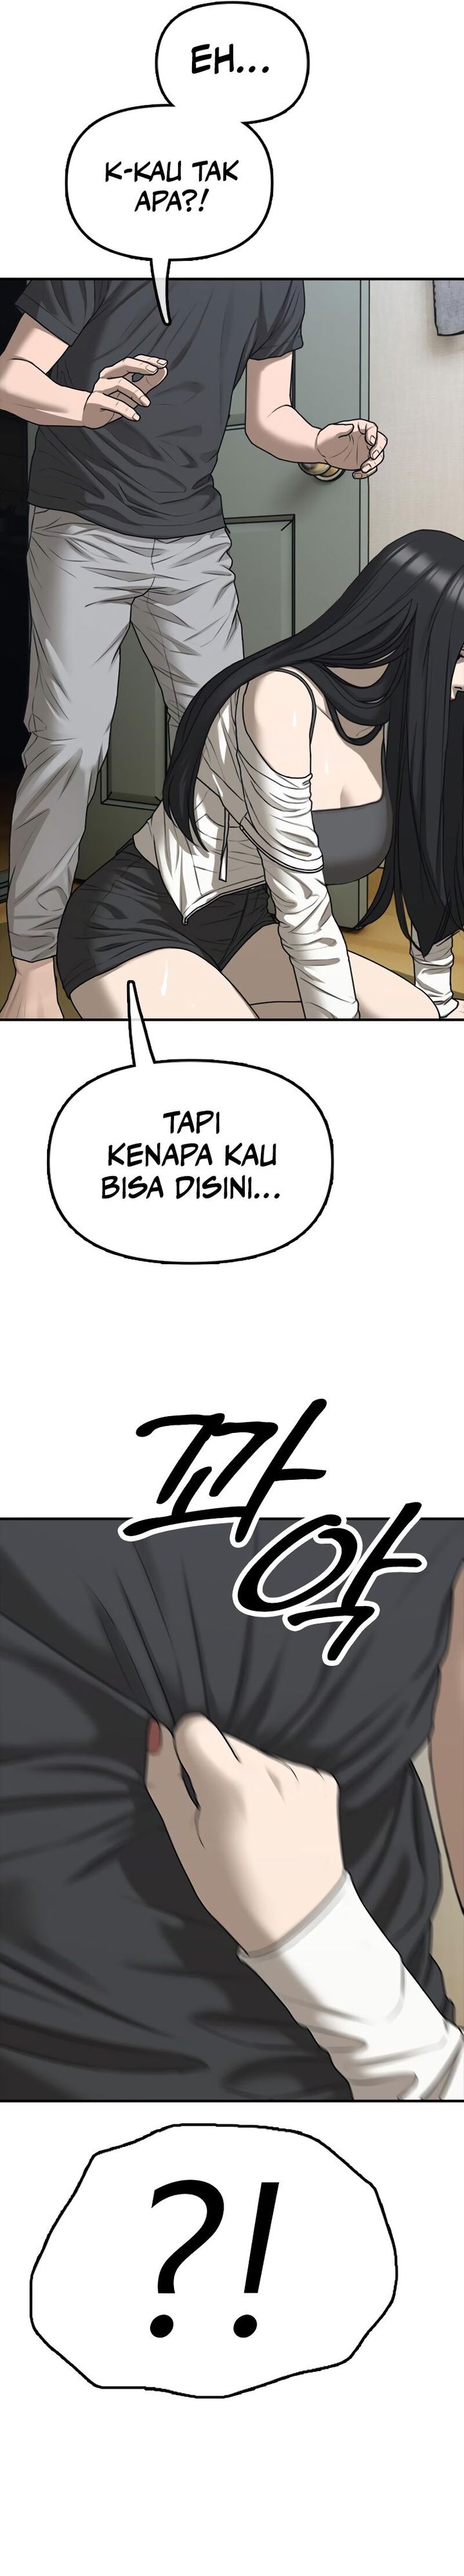 EH...
K-KAU TAK
APA?!
TAPI
KENAPA KAU
BISA DISINI...
꽈
악
?!